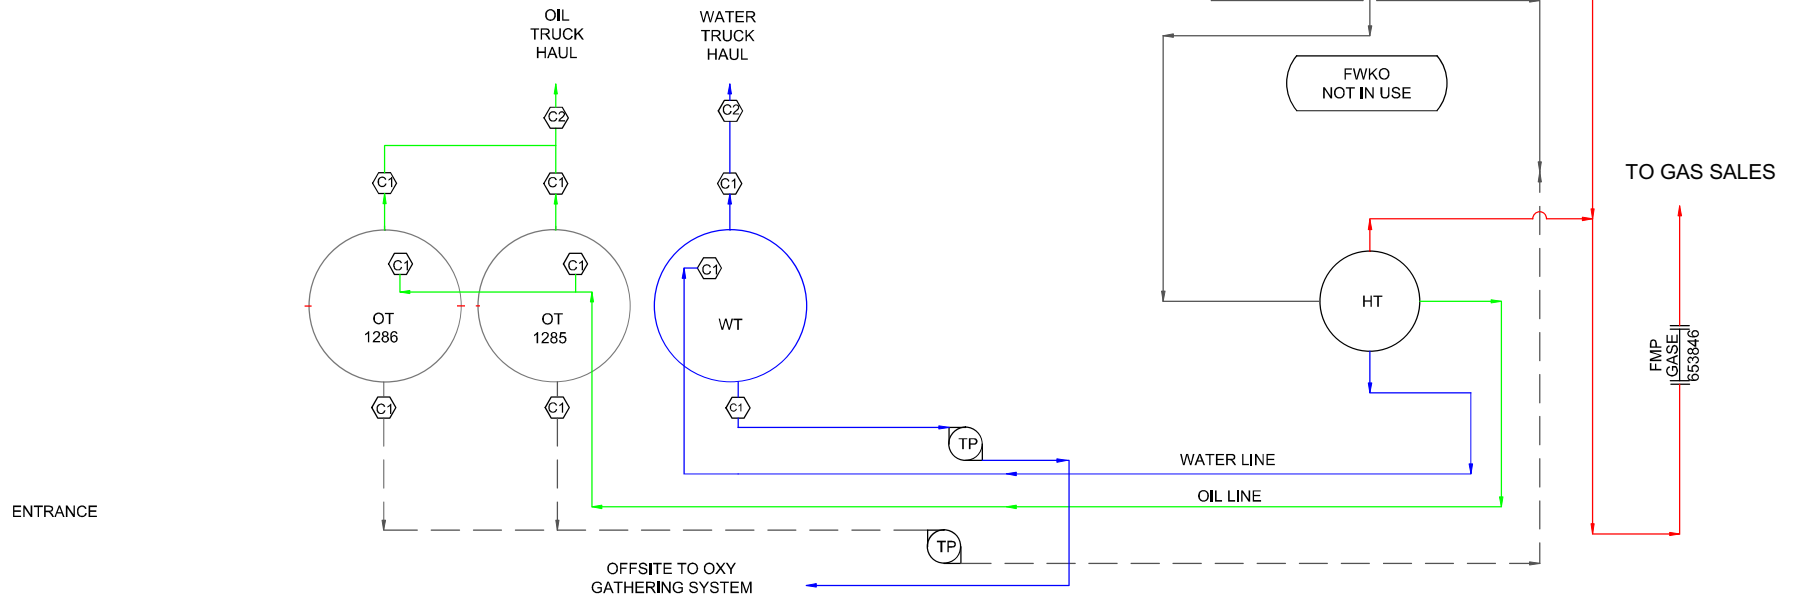 OIL
TRUCK
HAUL
WATER
TRUCK
HAUL
FWKO
NOT IN USE
C2
C2
TO GAS SALES
C1
C1
C1
C1
C1
C1
OT
1286
OT
1285
WT
HT
FMP
GASE
653846
C1
C1
C1
TP
WATER LINE
OIL LINE
ENTRANCE
TP
OFFSITE TO OXY
GATHERING SYSTEM